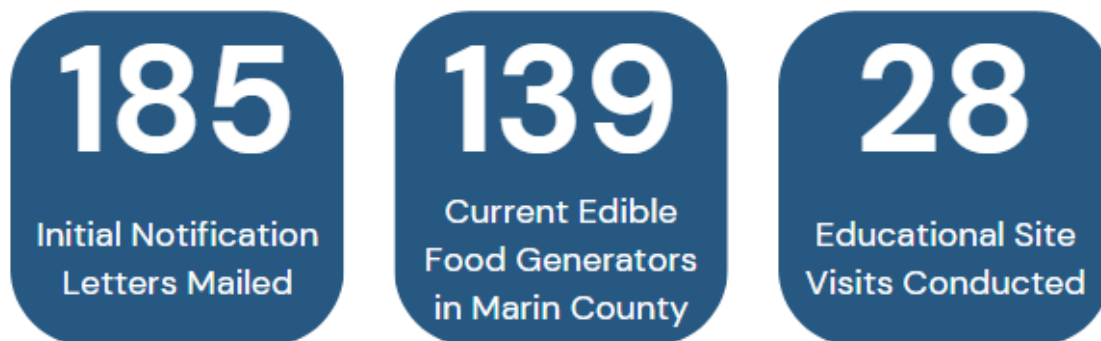 185
Initial Notification
Letters Mailed
139
Current Edible
Food Generators
in Marin County
28
Educational Site
Visits Conducted